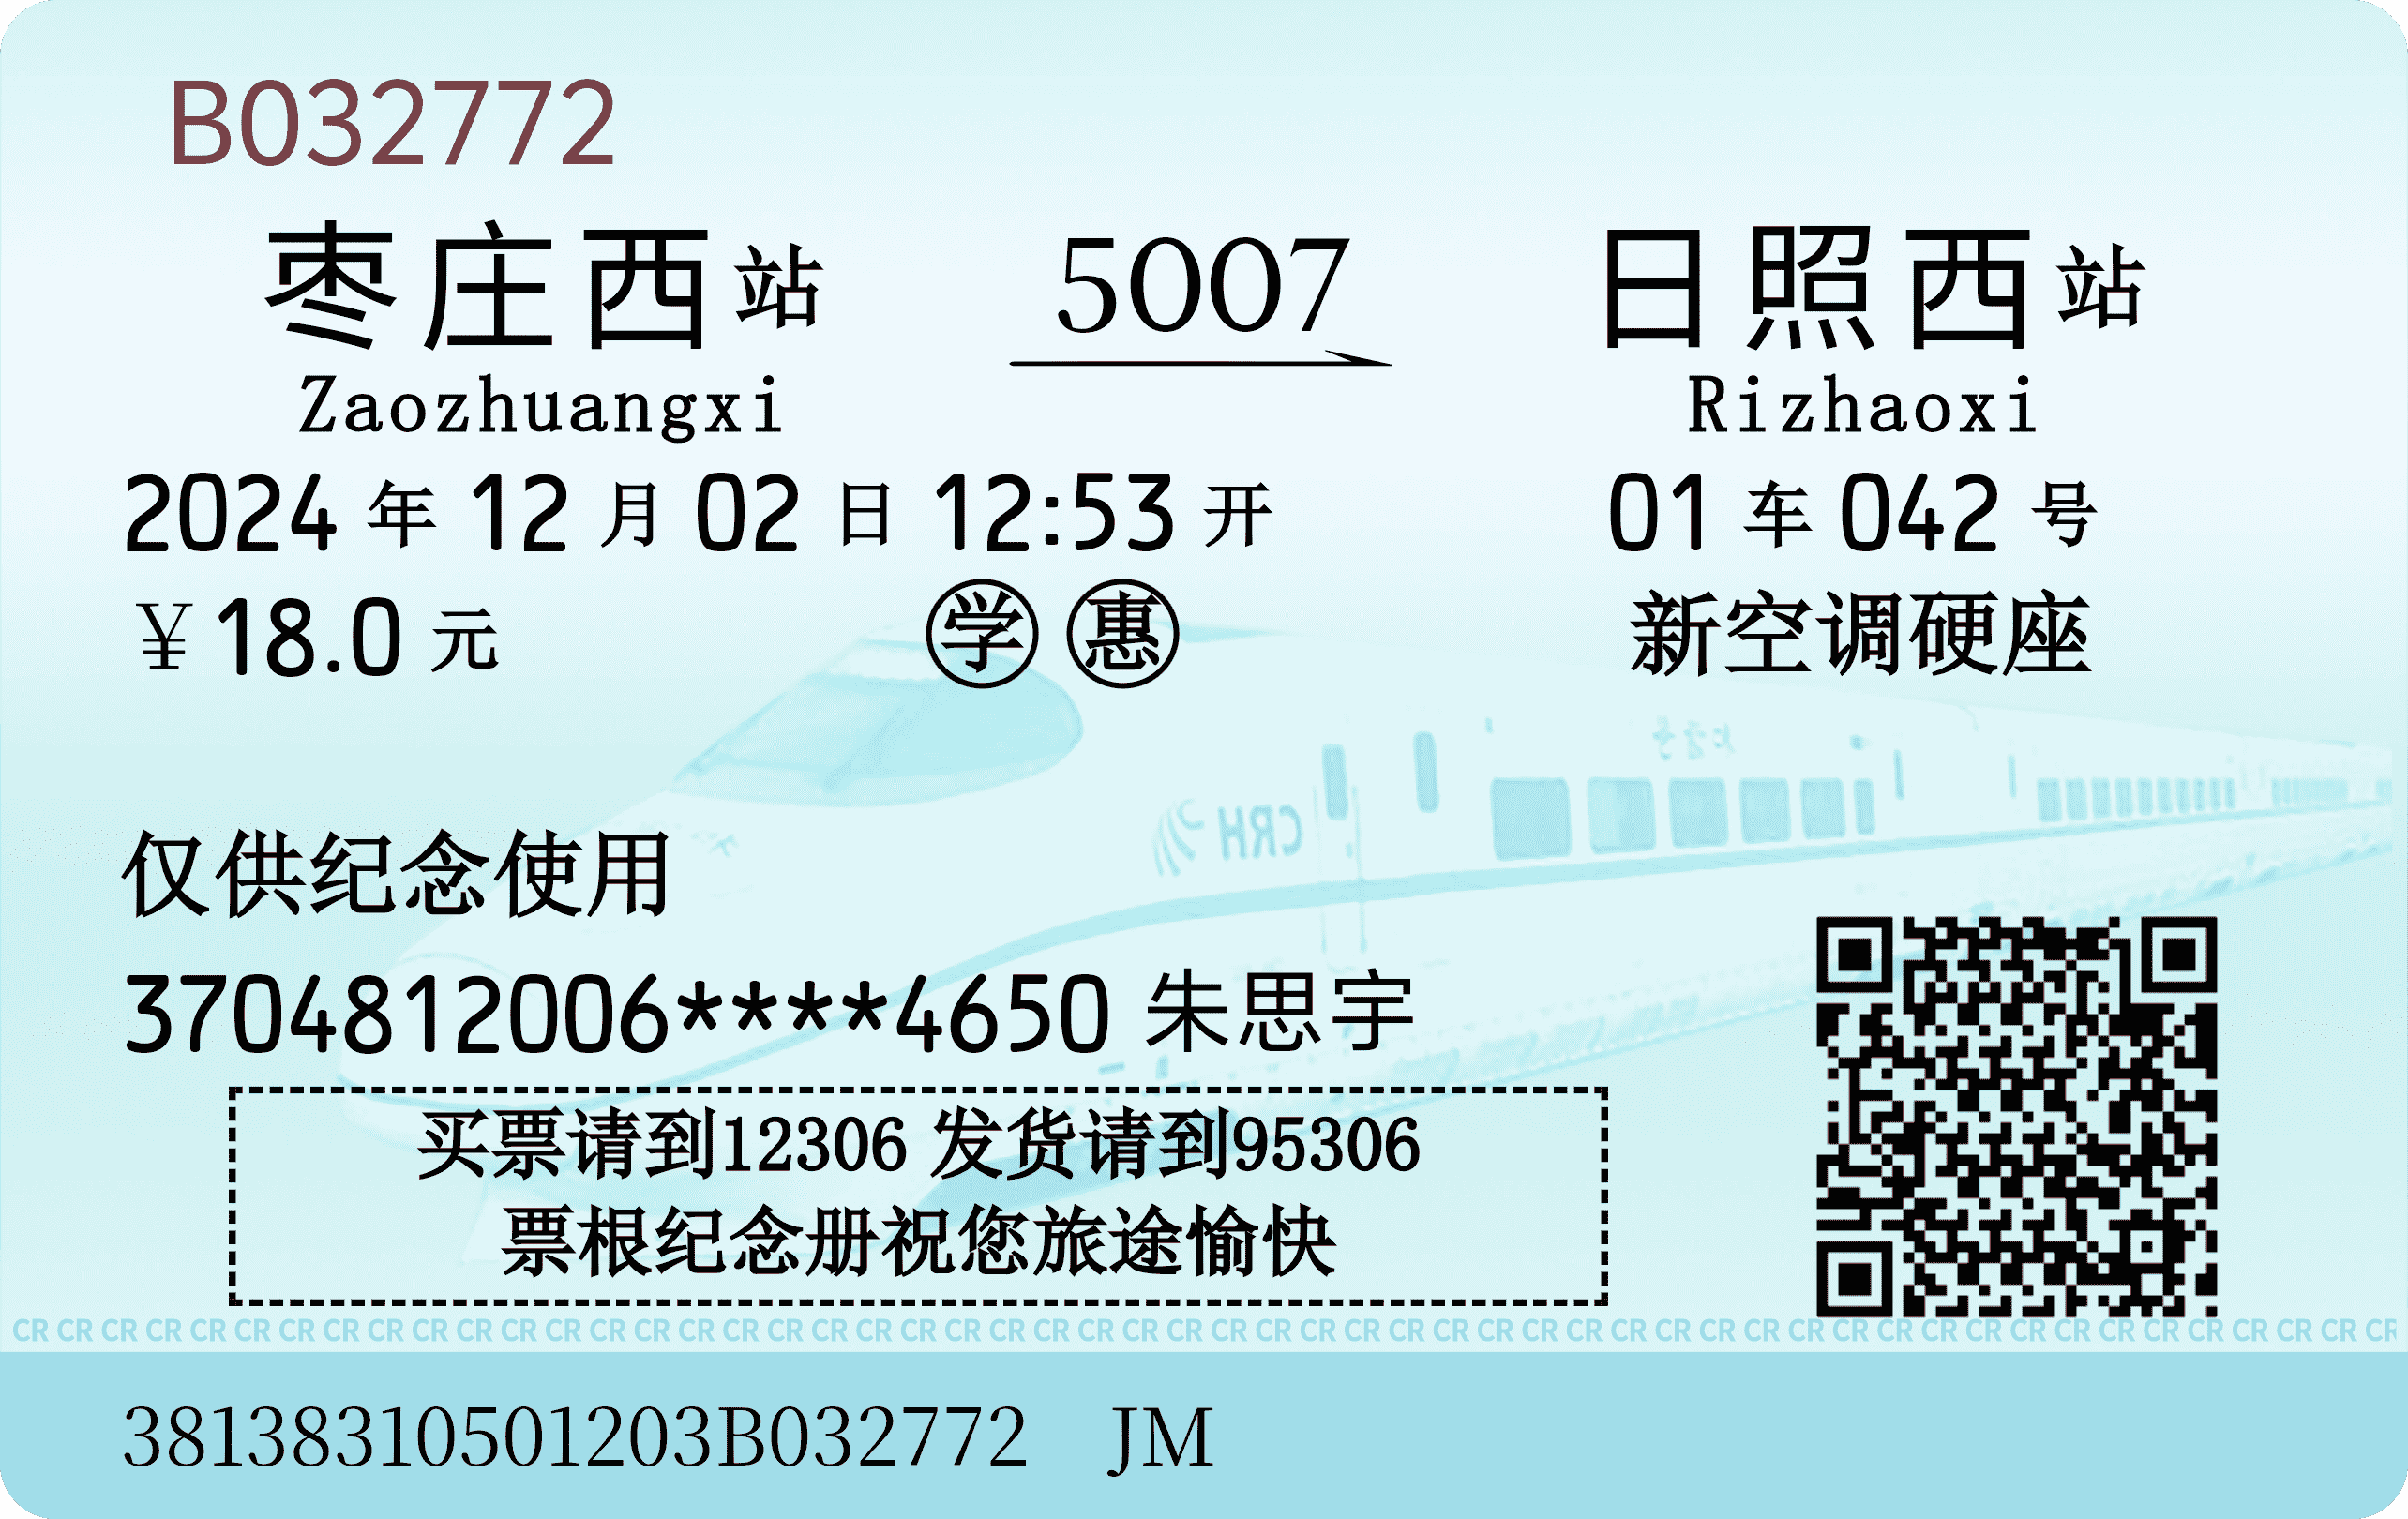 B032772
枣庄西站 5007 日照西站
Zaozhuangxi Rizhaoxi
2024年12月02日12:53开 01车042号
￥18.0元 学 惠 新空调硬座
CRH
仅供纪念使用
3704812006****4650 朱思宇
买票请到12306 发货请到95306
票根纪念册祝您旅途愉快
CR CR CR CR CR CR CR CR CR CR CR CR CR CR CR CR CR CR CR CR CR CR CR CR CR CR CR CR CR CR CR CR CR CR CR CR CR CR CR CR CR CR CR CR CR CR CR CR CR CR CR CR CR CR
38138310501203B032772 JM